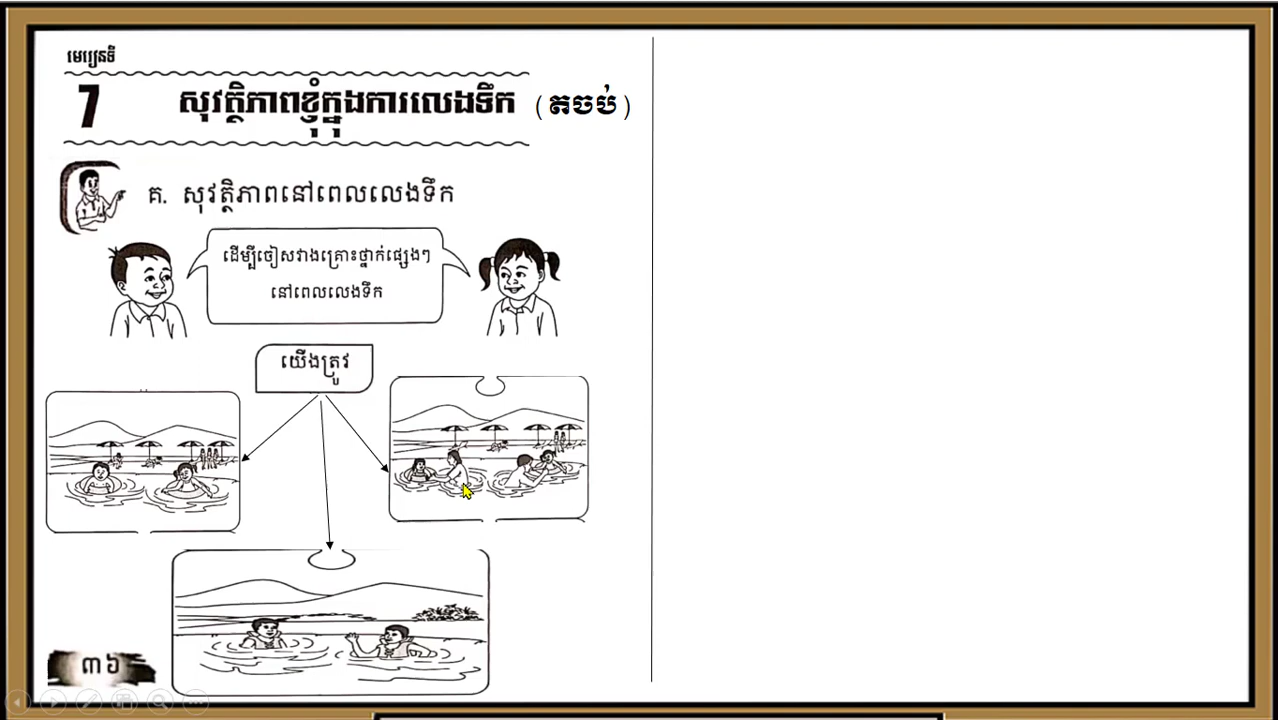 មេរៀនទី
7 សុវត្ថិភាពខ្ញុំក្នុងការលេងទឹក (តចប់)
គ. សុវត្ថិភាពនៅពេលលេងទឹក
ដើម្បីចៀសវាងគ្រោះថ្នាក់ផ្សេងៗ
នៅពេលលេងទឹក
យើងត្រូវ
៣៦